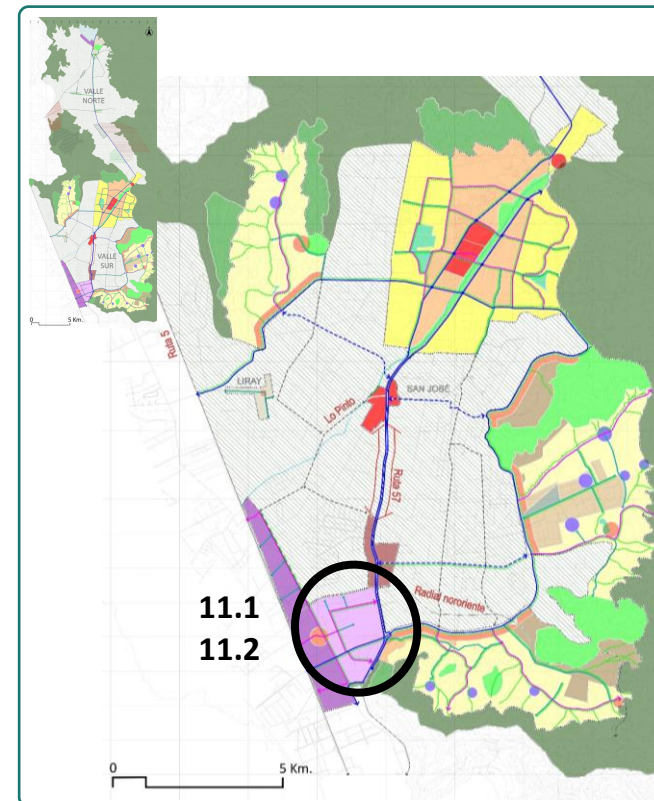 VALLE
NORTE
VALLE
SUR
0
5 Km.
Ruta 5
LIRAY
Lo Pinto
SAN JOSÉ
Ruta 57
Radial nororiente
11.1
11.2
0
5 Km.